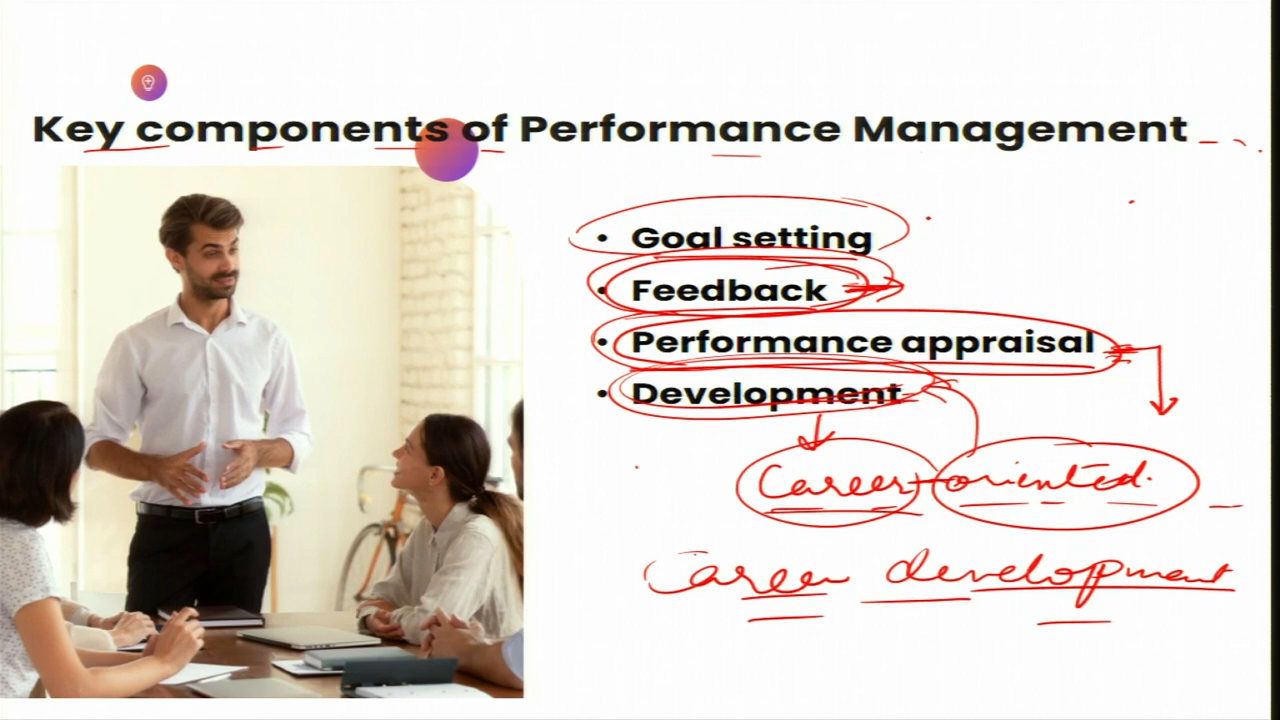 Key components of Performance Management
• Goal setting
• Feedback
• Performance appraisal
• Development
Career-oriented.
Career development